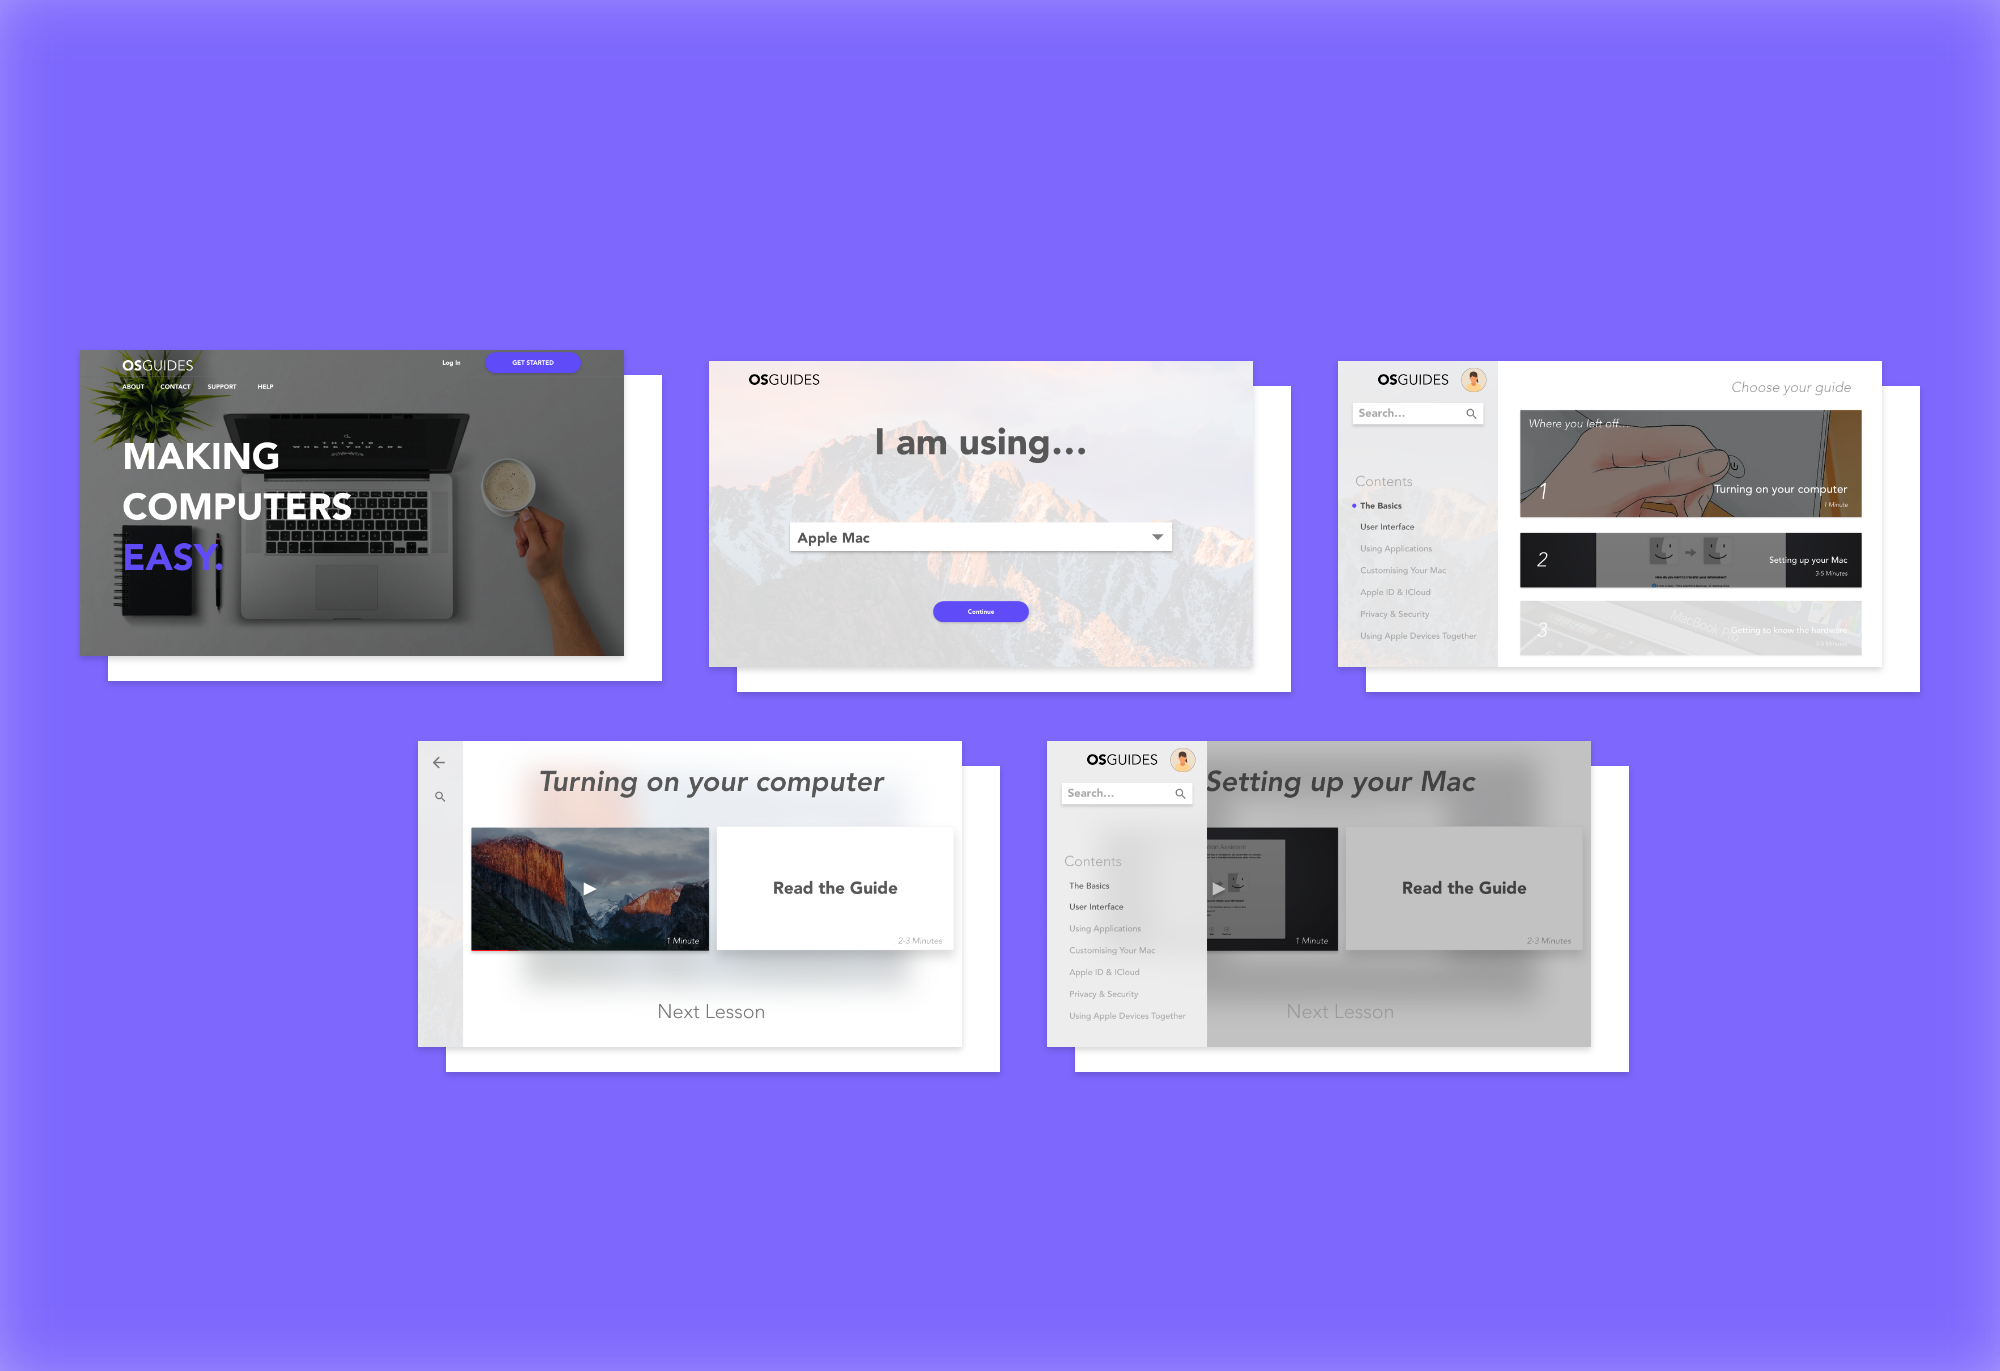 OSGUIDES
Log in
GET STARTED
ABOUT CONTACT SUPPORT HELP
THIS IS
WHERE YOU ARE
MAKING
COMPUTERS
EASY.
OSGUIDES
I am using...
Apple Mac
Continue
OSGUIDES
Search...
Contents
The Basics
User Interface
Using Applications
Customising Your Mac
Apple ID & ICloud
Privacy & Security
Using Apple Devices Together
Choose your guide
Where you left off...
1
Turning on your computer
1 Minute
2
Setting up your Mac
3-5 Minutes
3
MacBook
Getting to know the hardware
Turning on your computer
1 Minute
Read the Guide
2-3 Minutes
Next Lesson
OSGUIDES
Search...
Contents
The Basics
User Interface
Using Applications
Customising Your Mac
Apple ID & ICloud
Privacy & Security
Using Apple Devices Together
Setting up your Mac
1 Minute
Read the Guide
2-3 Minutes
Next Lesson